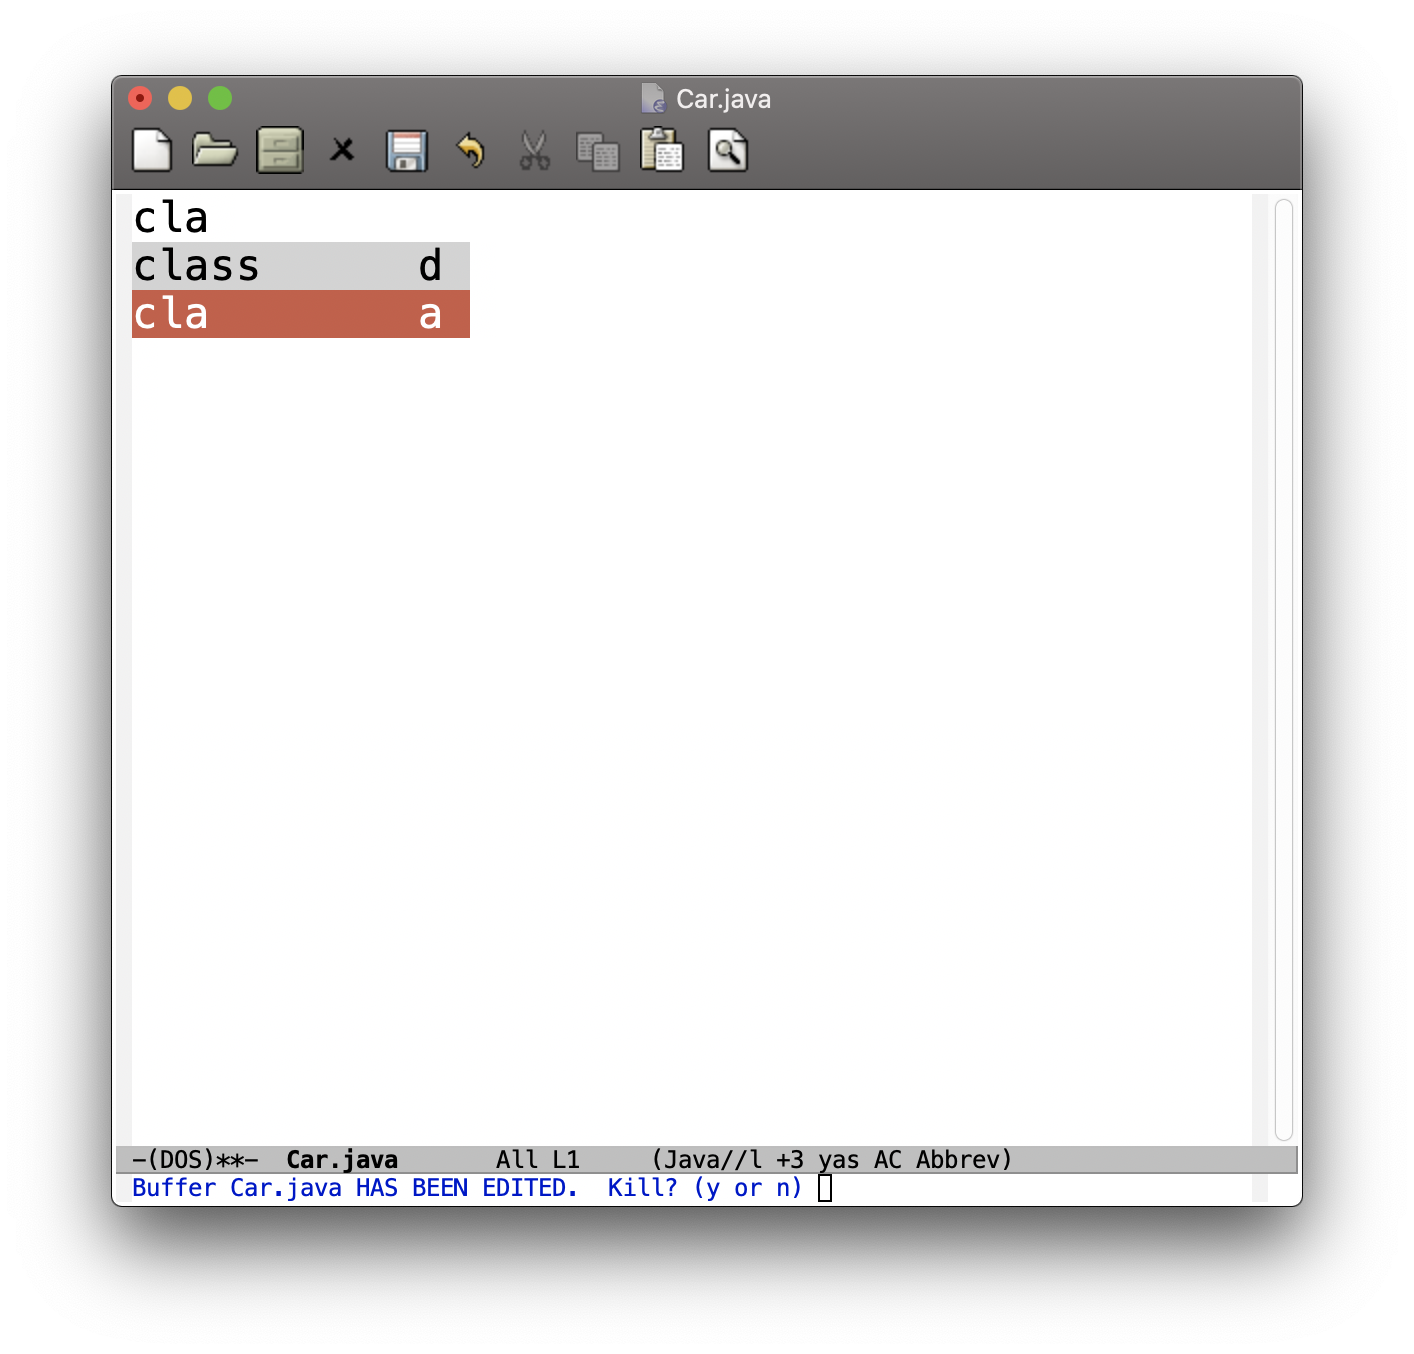 Car.java
cla
class d
cla a
-(DOS)**- Car.java All L1 (Java//l +3 yas AC Abbrev)
Buffer Car.java HAS BEEN EDITED. Kill? (y or n)